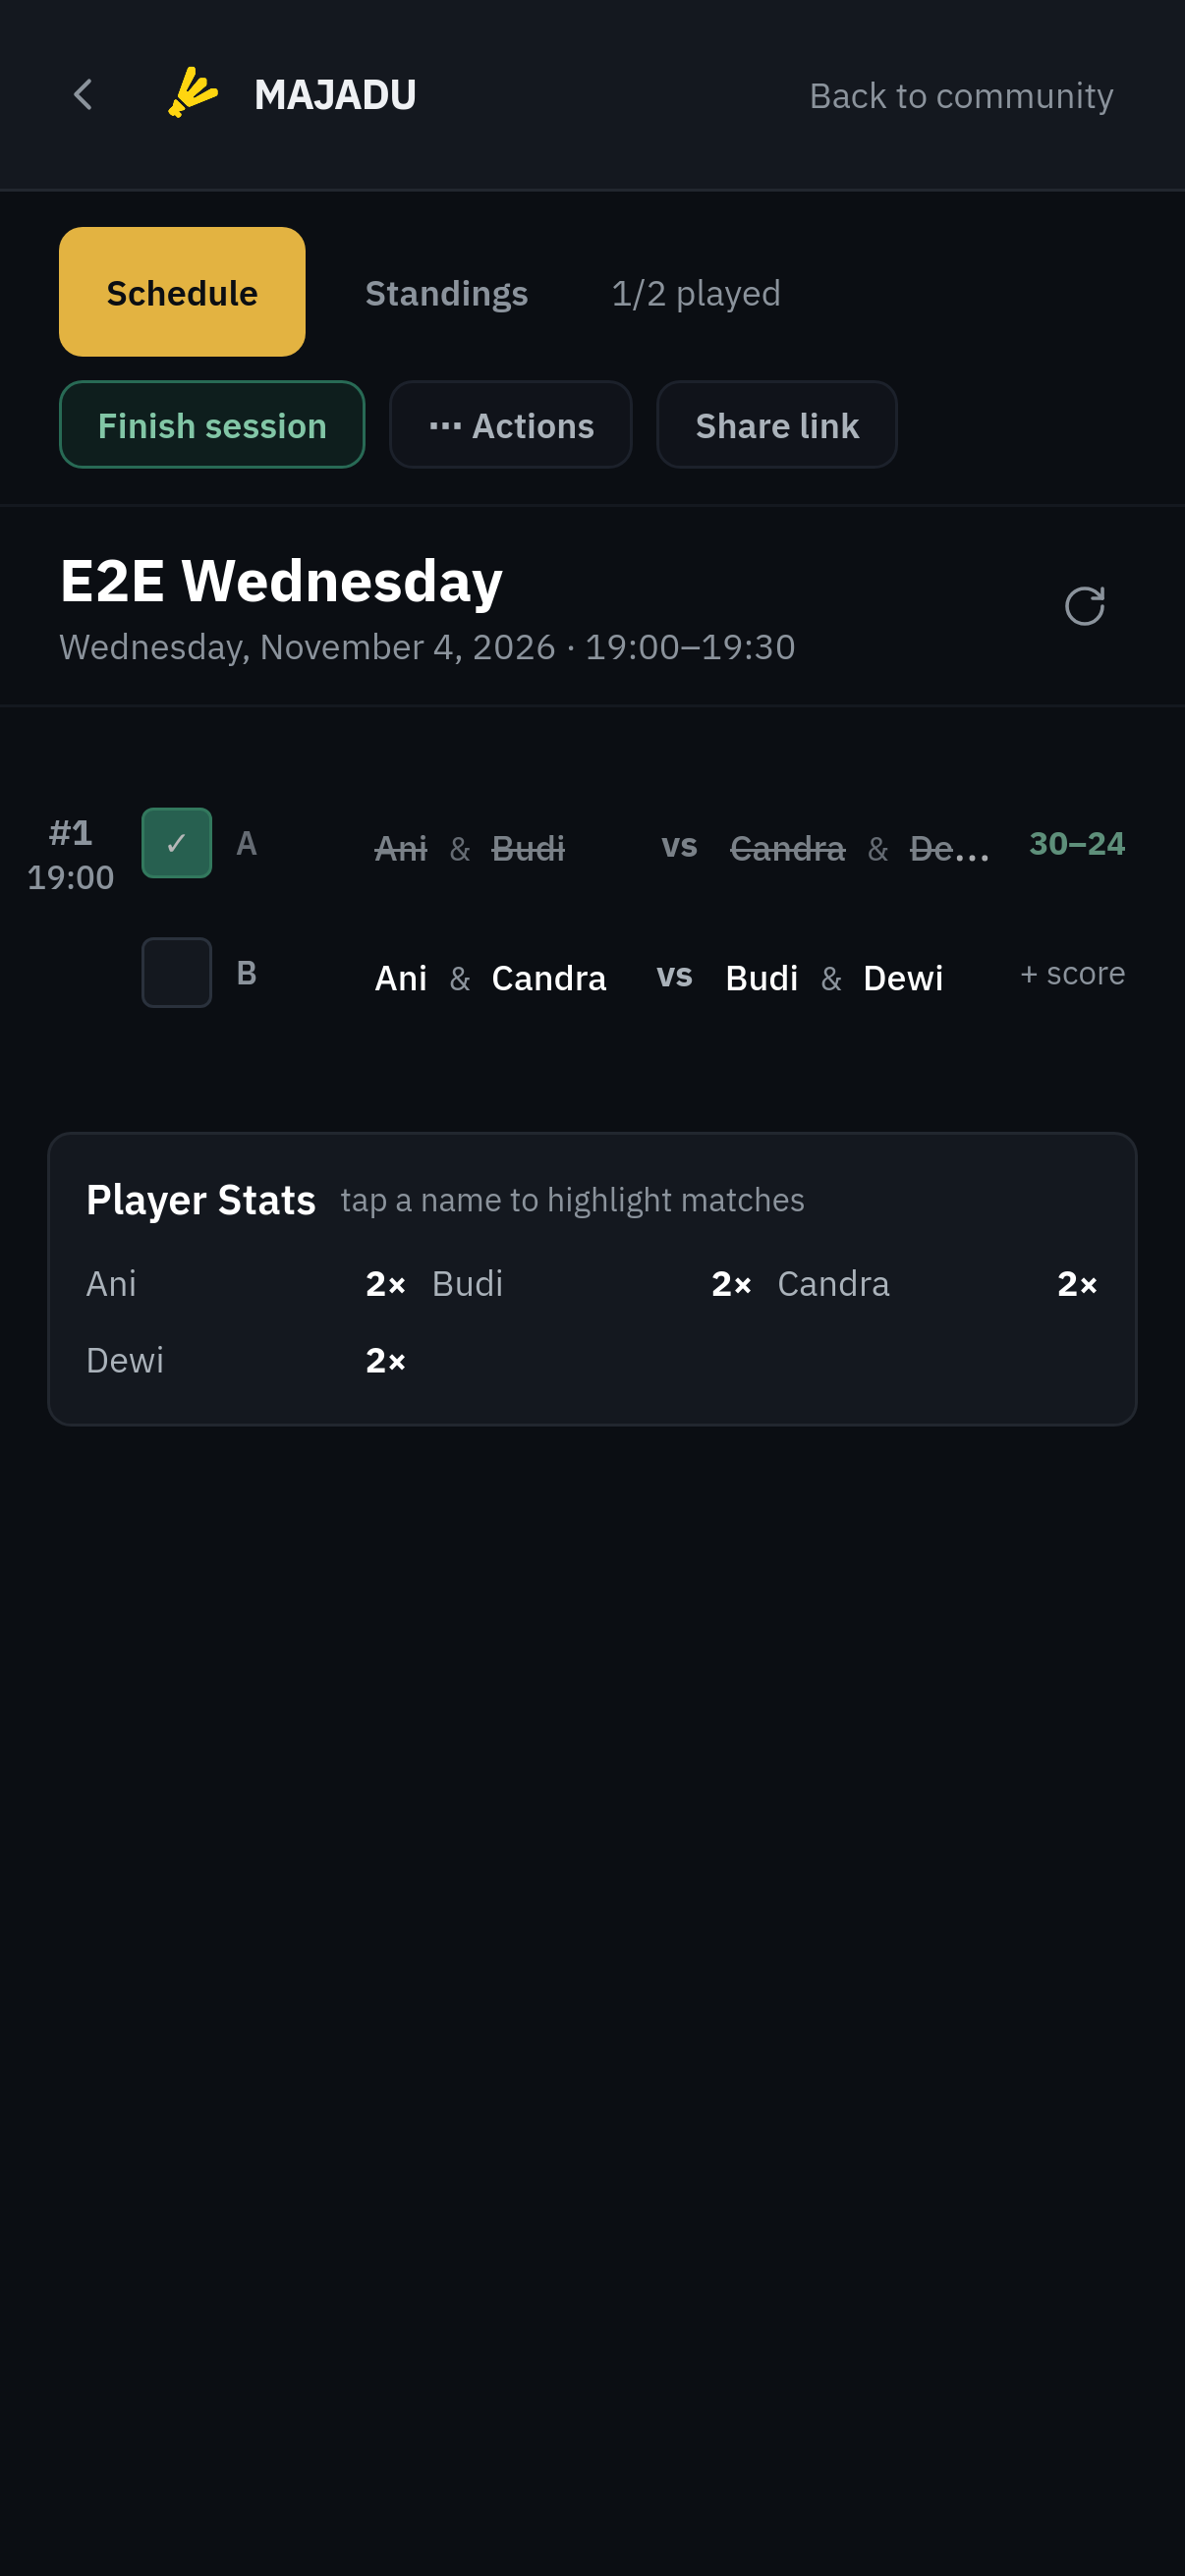 MAJADU Back to community
Schedule Standings 1/2 played
Finish session ··· Actions Share link
E2E Wednesday
Wednesday, November 4, 2026 · 19:00–19:30
#1 ✓ A Ani & Budi vs Candra & De... 30–24
19:00
B Ani & Candra vs Budi & Dewi + score
Player Stats tap a name to highlight matches
Ani 2× Budi 2× Candra 2×
Dewi 2×